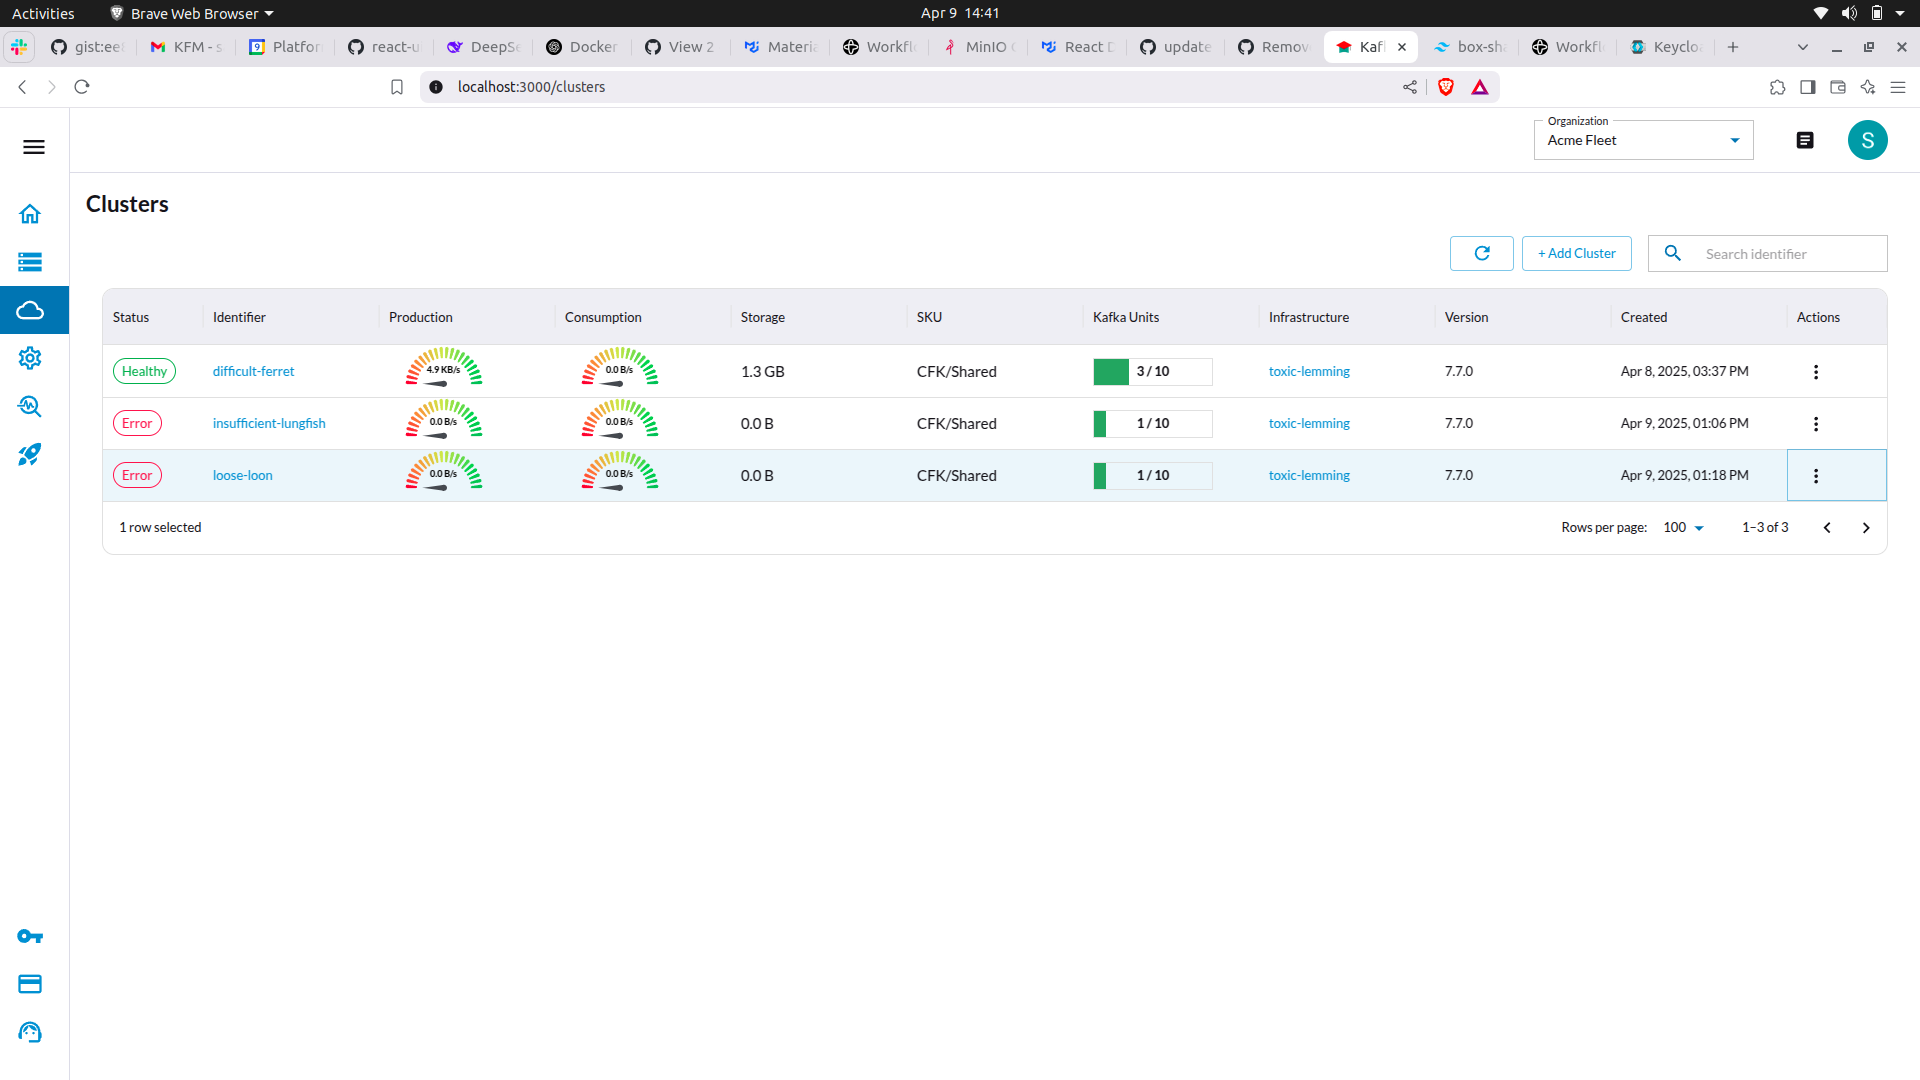 Activities Brave Web Browser Apr 9 14:41
gist:ee KFM - s Platfor react-u DeepSe Docker View 2 Materia Workfl MinIO React D update Remov Kaf box-sha Workfl Keycloa
localhost:3000/clusters
Organization
Acme Fleet
S
Clusters
+ Add Cluster Search identifier
Status Identifier Production Consumption Storage SKU Kafka Units Infrastructure Version Created Actions
Healthy difficult-ferret 4.9 KB/s 0.0 B/s 1.3 GB CFK/Shared 3 / 10 toxic-lemming 7.7.0 Apr 8, 2025, 03:37 PM
Error insufficient-lungfish 0.0 B/s 0.0 B/s 0.0 B CFK/Shared 1 / 10 toxic-lemming 7.7.0 Apr 9, 2025, 01:06 PM
Error loose-loon 0.0 B/s 0.0 B/s 0.0 B CFK/Shared 1 / 10 toxic-lemming 7.7.0 Apr 9, 2025, 01:18 PM
1 row selected Rows per page: 100 1–3 of 3